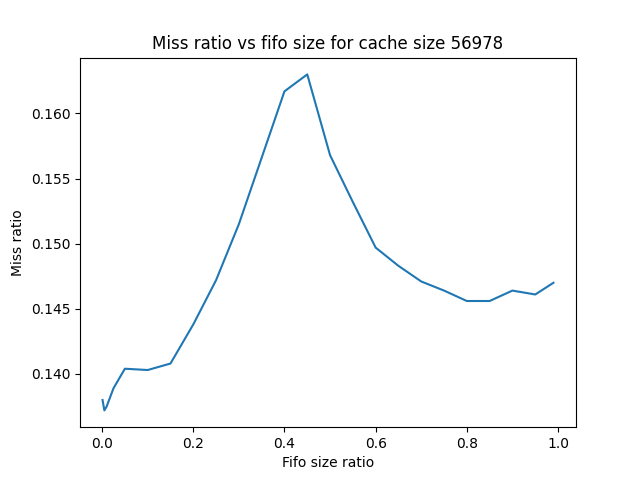 Miss ratio vs fifo size for cache size 56978
0.160
0.155
0.150
0.145
0.140
Miss ratio
0.0 0.2 0.4 0.6 0.8 1.0
Fifo size ratio